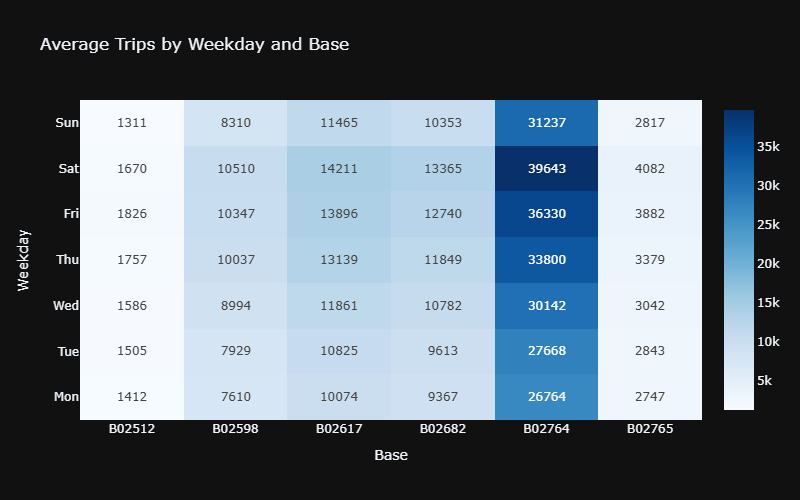 Average Trips by Weekday and Base
Sun 1311 8310 11465 10353 31237 2817
Sat 1670 10510 14211 13365 39643 4082
Fri 1826 10347 13896 12740 36330 3882
Thu 1757 10037 13139 11849 33800 3379
Wed 1586 8994 11861 10782 30142 3042
Tue 1505 7929 10825 9613 27668 2843
Mon 1412 7610 10074 9367 26764 2747
B02512 B02598 B02617 B02682 B02764 B02765
Base
Weekday
35k
30k
25k
20k
15k
10k
5k